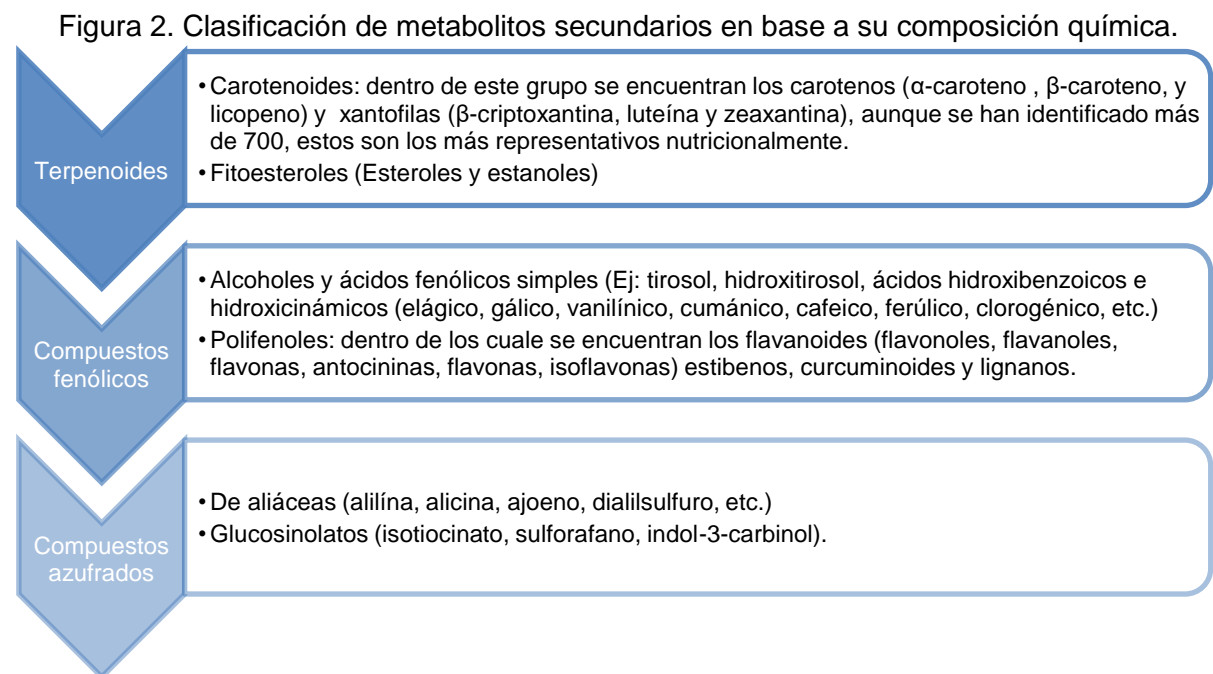 Figura 2. Clasificación de metabolitos secundarios en base a su composición química.
Terpenoides
• Carotenoides: dentro de este grupo se encuentran los carotenos (α-caroteno , β-caroteno, y
licopeno) y xantofilas (β-criptoxantina, luteína y zeaxantina), aunque se han identificado más
de 700, estos son los más representativos nutricionalmente.
• Fitoesteroles (Esteroles y estanoles)
Compuestos
fenólicos
• Alcoholes y ácidos fenólicos simples (Ej: tirosol, hidroxitirosol, ácidos hidroxibenzoicos e
hidroxicinámicos (elágico, gálico, vanilínico, cumánico, cafeico, ferúlico, clorogénico, etc.)
• Polifenoles: dentro de los cuale se encuentran los flavanoides (flavonoles, flavanoles,
flavonas, antocininas, flavonas, isoflavonas) estibenos, curcuminoides y lignanos.
Compuestos
azufrados
• De aliáceas (alilína, alicina, ajoeno, dialilsulfuro, etc.)
• Glucosinolatos (isotiocinato, sulforafano, indol-3-carbinol).